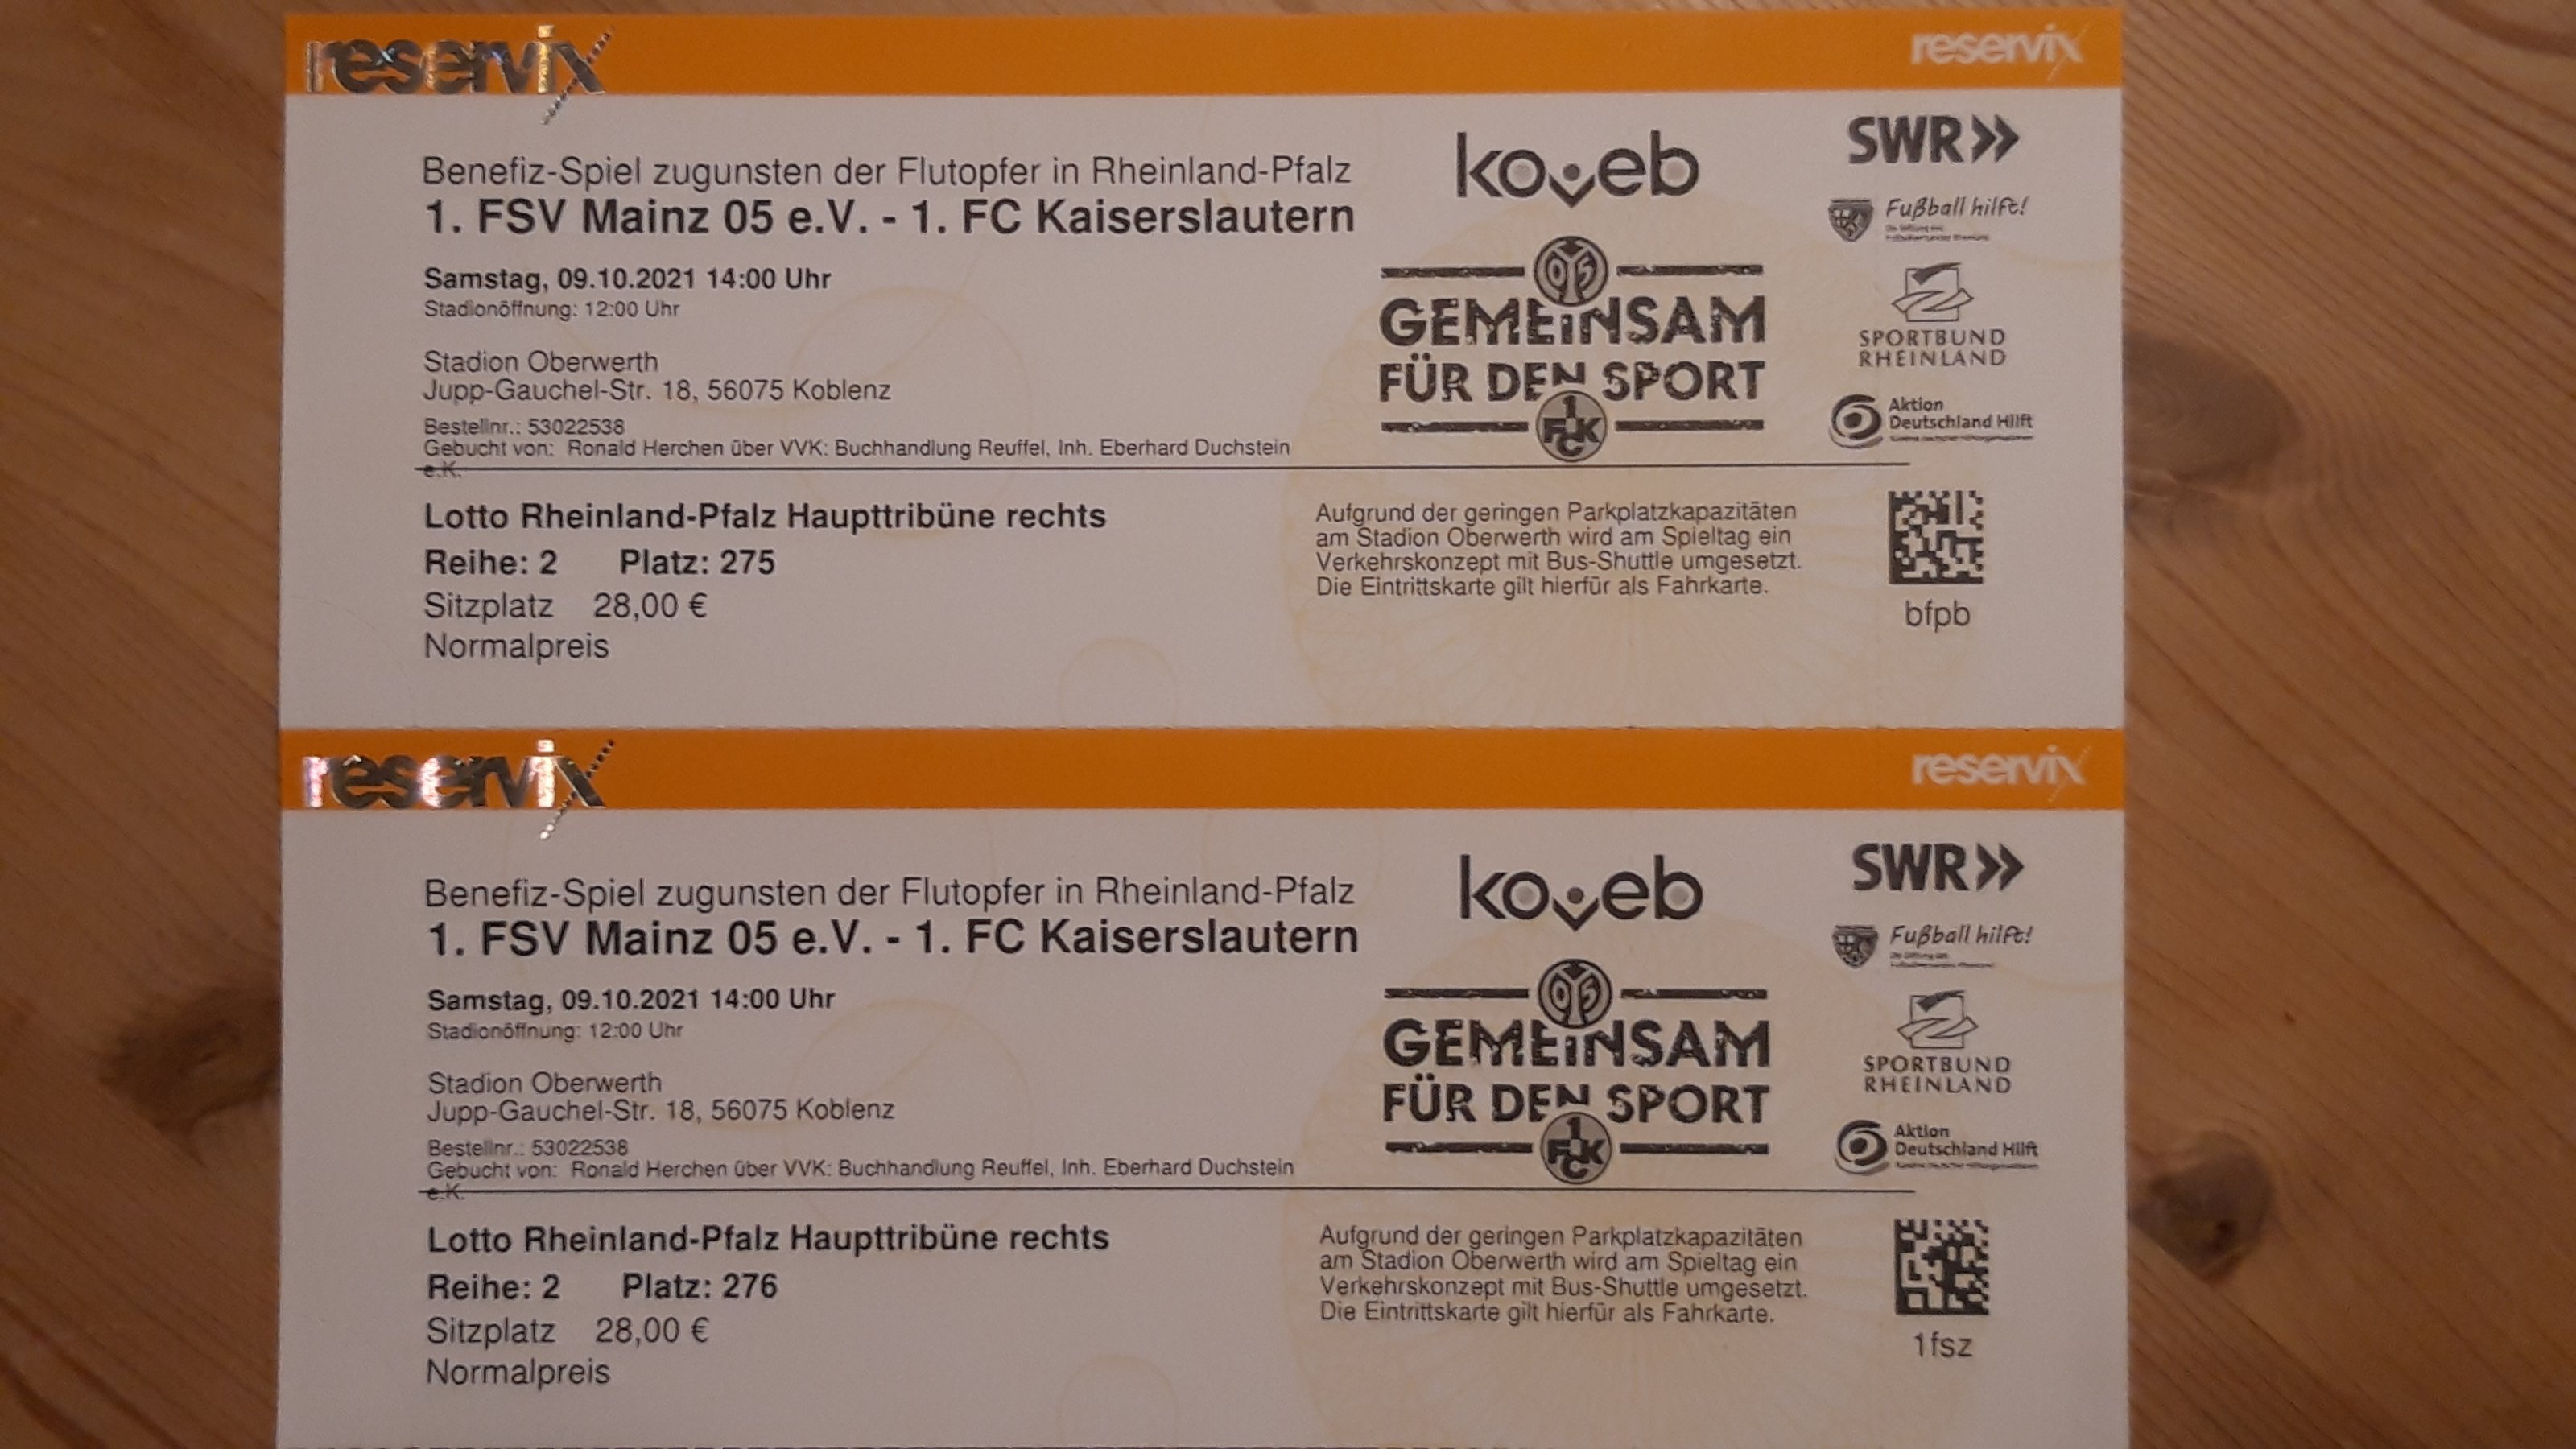 reservix
reservix
Benefiz-Spiel zugunsten der Flutopfer in Rheinland-Pfalz
1. FSV Mainz 05 e.V. - 1. FC Kaiserslautern
Samstag, 09.10.2021 14:00 Uhr
Stadionöffnung: 12:00 Uhr
Stadion Oberwerth
Jupp-Gauchel-Str. 18, 56075 Koblenz
Bestellnr.: 53022538
Gebucht von: Ronald Herchen über VVK: Buchhandlung Reuffel, Inh. Eberhard Duchstein
e.K.
koveb
05
GEMEINSAM
FÜR DEN SPORT
1
FCK
SWR
Fußball hilft!
SPORTBUND
RHEINLAND
Aktion
Deutschland Hilft
Lotto Rheinland-Pfalz Haupttribüne rechts
Reihe: 2 Platz: 275
Sitzplatz 28,00 €
Normalpreis
Aufgrund der geringen Parkplatzkapazitäten
am Stadion Oberwerth wird am Spieltag ein
Verkehrskonzept mit Bus-Shuttle umgesetzt.
Die Eintrittskarte gilt hierfür als Fahrkarte.
bfpb
reservix
reservix
Benefiz-Spiel zugunsten der Flutopfer in Rheinland-Pfalz
1. FSV Mainz 05 e.V. - 1. FC Kaiserslautern
Samstag, 09.10.2021 14:00 Uhr
Stadionöffnung: 12:00 Uhr
Stadion Oberwerth
Jupp-Gauchel-Str. 18, 56075 Koblenz
Bestellnr.: 53022538
Gebucht von: Ronald Herchen über VVK: Buchhandlung Reuffel, Inh. Eberhard Duchstein
e.K.
koveb
05
GEMEINSAM
FÜR DEN SPORT
1
FCK
SWR
Fußball hilft!
SPORTBUND
RHEINLAND
Aktion
Deutschland Hilft
Lotto Rheinland-Pfalz Haupttribüne rechts
Reihe: 2 Platz: 276
Sitzplatz 28,00 €
Normalpreis
Aufgrund der geringen Parkplatzkapazitäten
am Stadion Oberwerth wird am Spieltag ein
Verkehrskonzept mit Bus-Shuttle umgesetzt.
Die Eintrittskarte gilt hierfür als Fahrkarte.
1fsz